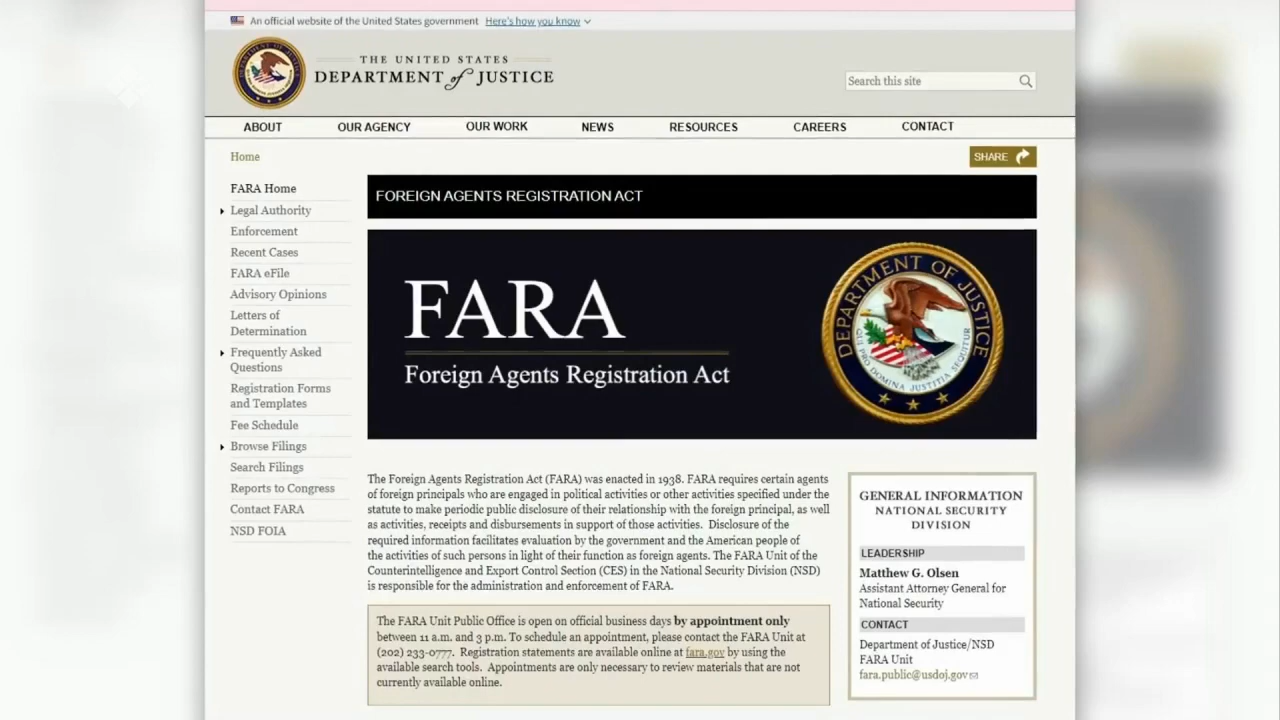 An official website of the United States government Here's how you know
THE UNITED STATES
DEPARTMENT of JUSTICE
Search this site
ABOUT OUR AGENCY OUR WORK NEWS RESOURCES CAREERS CONTACT
Home
SHARE
FARA Home
Legal Authority
Enforcement
Recent Cases
FARA eFile
Advisory Opinions
Letters of
Determination
Frequently Asked
Questions
Registration Forms
and Templates
Fee Schedule
Browse Filings
Search Filings
Reports to Congress
Contact FARA
NSD FOIA
FOREIGN AGENTS REGISTRATION ACT
FARA
Foreign Agents Registration Act
DEPARTMENT OF JUSTICE
QUI PRO DOMINA JUSTITIA SEQUITUR
The Foreign Agents Registration Act (FARA) was enacted in 1938. FARA requires certain agents
of foreign principals who are engaged in political activities or other activities specified under the
statute to make periodic public disclosure of their relationship with the foreign principal, as well
as activities, receipts and disbursements in support of those activities. Disclosure of the
required information facilitates evaluation by the government and the American people of
the activities of such persons in light of their function as foreign agents. The FARA Unit of the
Counterintelligence and Export Control Section (CES) in the National Security Division (NSD)
is responsible for the administration and enforcement of FARA.
The FARA Unit Public Office is open on official business days by appointment only
between 11 a.m. and 3 p.m. To schedule an appointment, please contact the FARA Unit at
(202) 233-0777. Registration statements are available online at fara.gov by using the
available search tools. Appointments are only necessary to review materials that are not
currently available online.
GENERAL INFORMATION
NATIONAL SECURITY
DIVISION
LEADERSHIP
Matthew G. Olsen
Assistant Attorney General for
National Security
CONTACT
Department of Justice/NSD
FARA Unit
fara.public@usdoj.gov